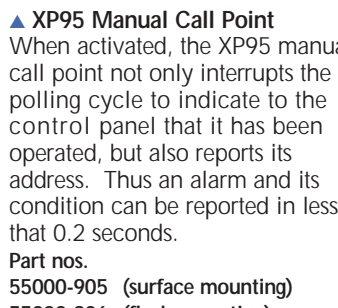 ▲ XP95 Manual Call Point
When activated, the XP95
call point not only interrupts the
polling cycle to indicate to the
control panel that it has been
operated, but also reports its
address. Thus an alarm and its
condition can be reported in less
that 0.2 seconds.
Part nos.
55000-905 (surface mounting)